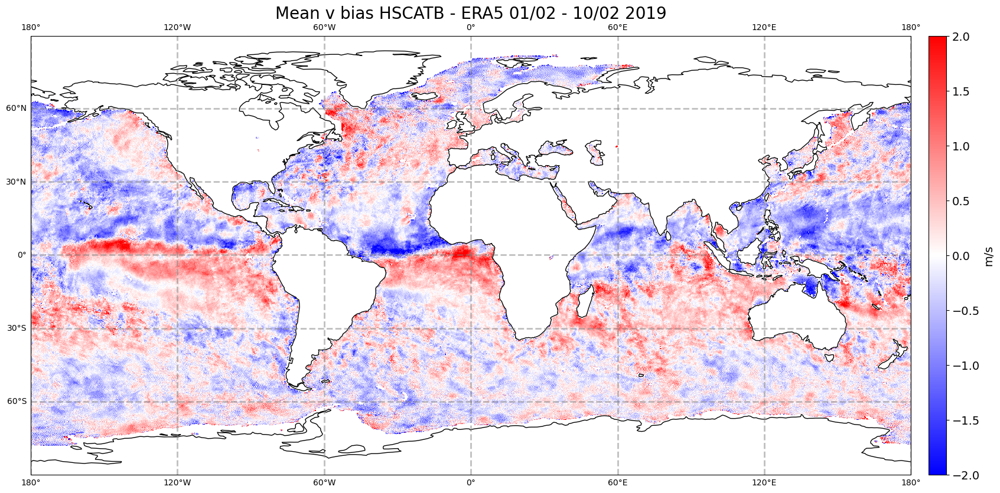 Mean v bias HSCATB - ERA5 01/02 - 10/02 2019
180° 120°W 60°W 0° 60°E 120°E 180°
60°N
30°N
0°
30°S
60°S
180° 120°W 60°W 0° 60°E 120°E 180°
2.0
1.5
1.0
0.5
0.0
−0.5
−1.0
−1.5
−2.0
m/s